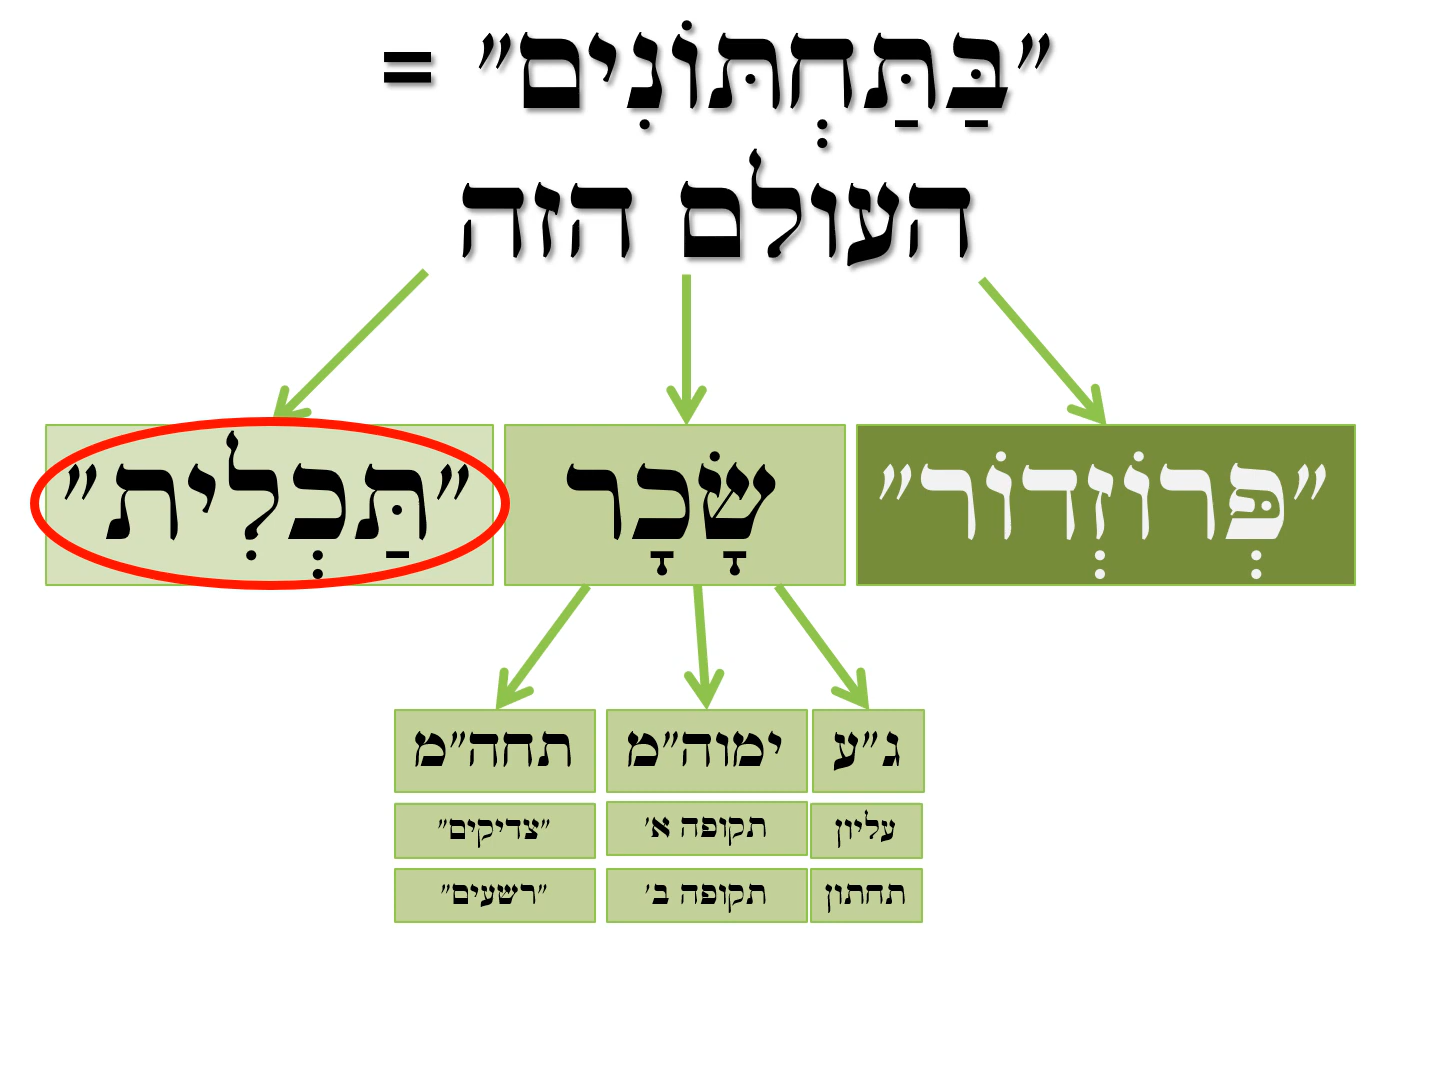 "בַּתַּחְתּוֹנִים" =
העולם הזה
"פְּרוֹזְדוֹר"
שָׂכָר
"תַּכְלִית"
ג"ע
ימוה"מ
תחה"מ
עליון
תקופה א'
"צדיקים"
תחתון
תקופה ב'
"רשעים"